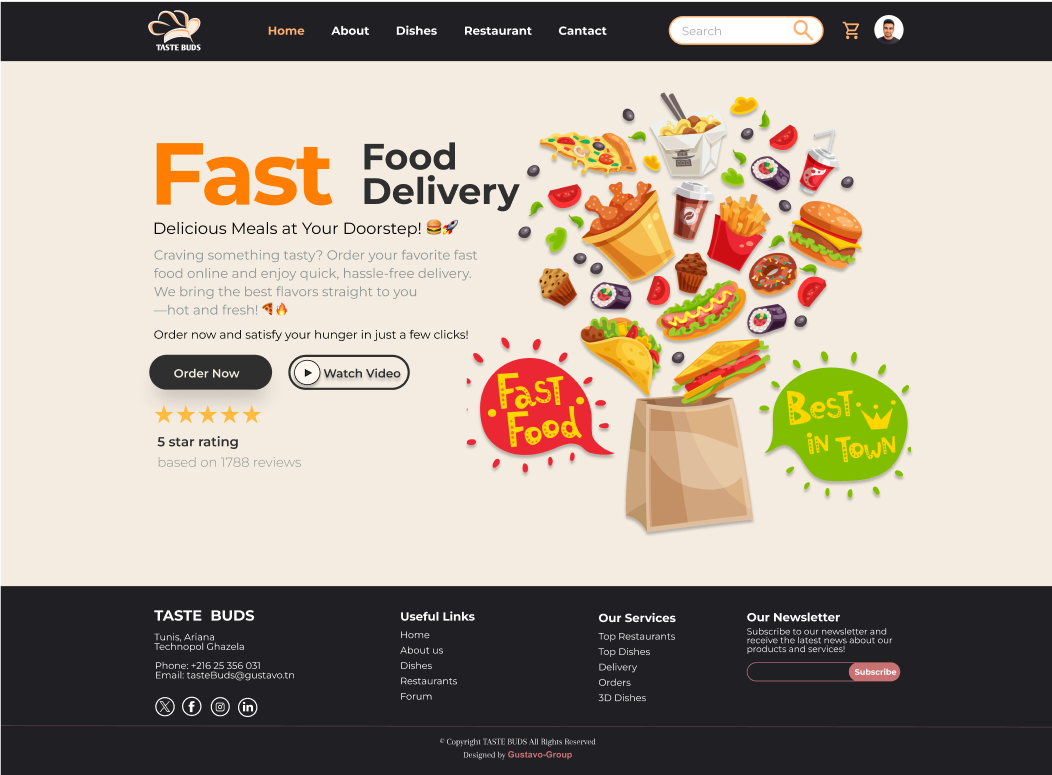 TASTE BUDS
Home About Dishes Restaurant Cantact
Search
Fast Food
Delivery
Delicious Meals at Your Doorstep! 🍔🚀
Craving something tasty? Order your favorite fast
food online and enjoy quick, hassle-free delivery.
We bring the best flavors straight to you
—hot and fresh! 🍕🔥
Order now and satisfy your hunger in just a few clicks!
Order Now
Watch Video
5 star rating
based on 1788 reviews
Fast
Food
Best
in Town
TASTE BUDS
Tunis, Ariana
Technopol Ghazela
Phone: +216 25 356 031
Email: tasteBuds@gustavo.tn
Useful Links
Home
About us
Dishes
Restaurants
Forum
Our Services
Top Restaurants
Top Dishes
Delivery
Orders
3D Dishes
Our Newsletter
Subscribe to our newsletter and
receive the latest news about our
products and services!
Subscribe
© Copyright TASTE BUDS All Rights Reserved
Designed by Gustavo-Group